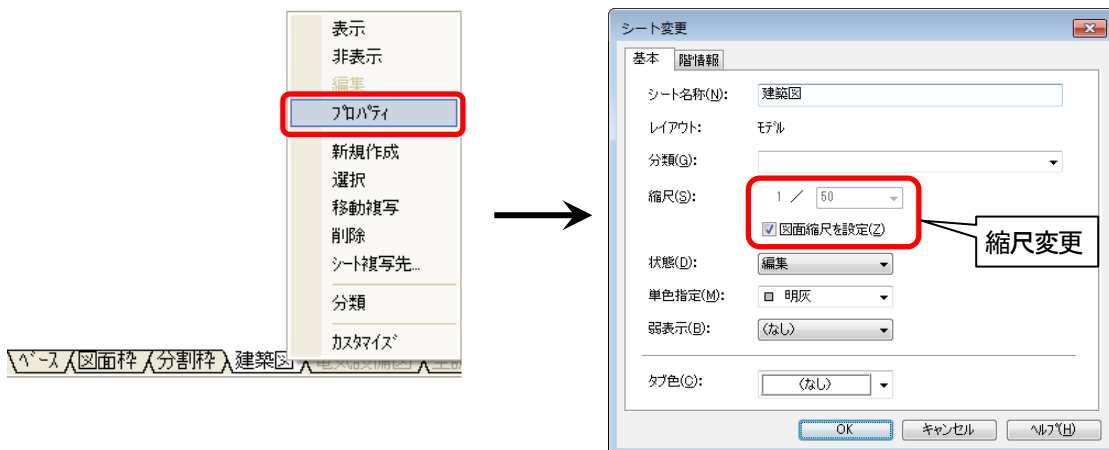 表示
非表示
編集
ﾌﾟﾛﾊﾟﾃｨ
新規作成
選択
移動複写
削除
ｼｰﾄ複写先...
分類
ｶｽﾀﾏｲｽﾞ
ﾍﾞｰｽ 図面枠 分割枠 建築図 電気設備図
シート変更
基本 階情報
シート名称(N): 建築図
レイアウト: ﾓﾃﾞﾙ
分類(G):
縮尺(S): 1 ／ 50
図面縮尺を設定(Z)
縮尺変更
状態(D): 編集
単色指定(M): 明灰
弱表示(B): (なし)
タブ色(C): (なし)
OK キャンセル ﾍﾙﾌﾟ(H)